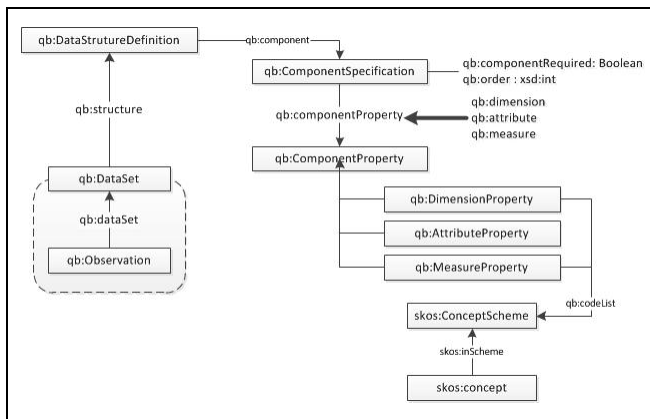 qb:DataStrutureDefinition
qb:component
qb:ComponentSpecification
qb:componentRequired: Boolean
qb:order : xsd:int
qb:structure
qb:componentProperty
qb:dimension
qb:attribute
qb:measure
qb:ComponentProperty
qb:DataSet
qb:dataSet
qb:Observation
qb:DimensionProperty
qb:AttributeProperty
qb:MeasureProperty
qb:codeList
skos:ConceptScheme
skos:inScheme
skos:concept